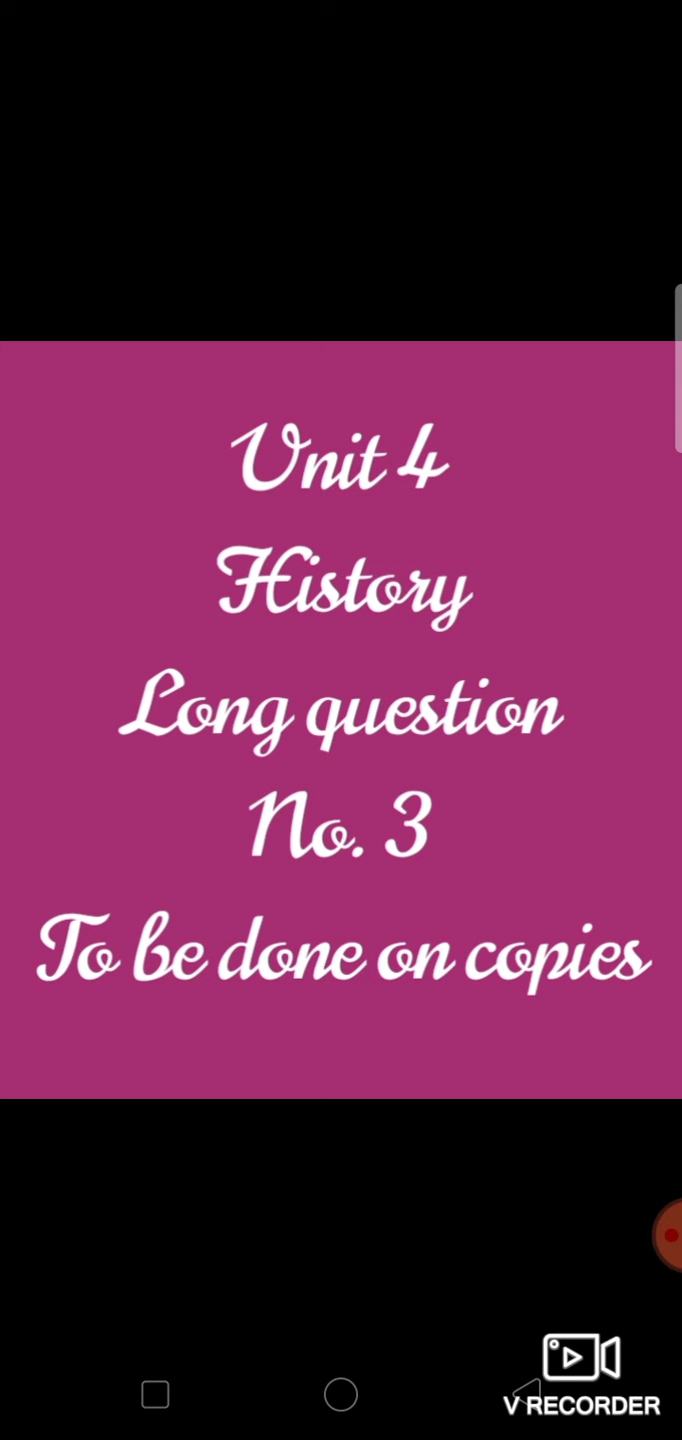 Unit 4
History
Long question
No. 3
To be done on copies
V RECORDER